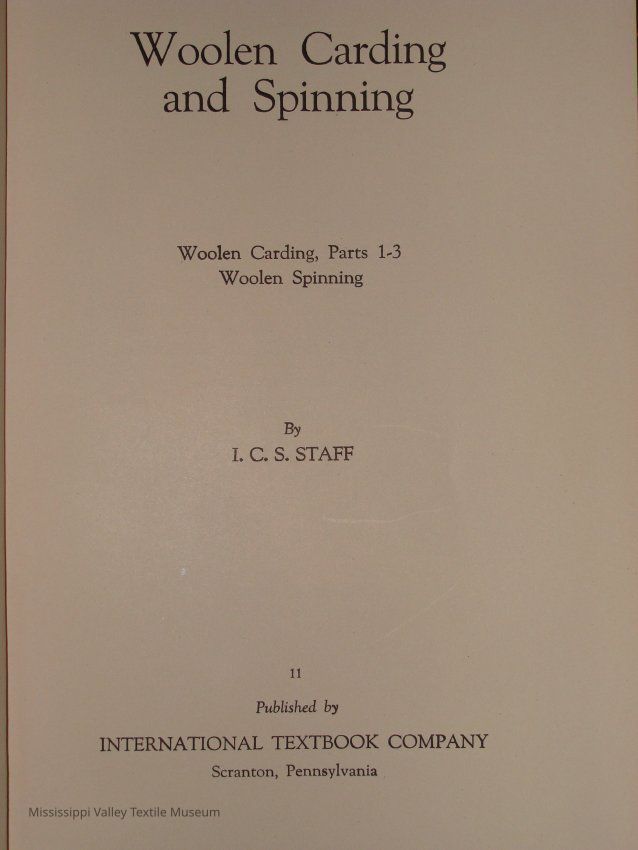 Woolen Carding
and Spinning
Woolen Carding, Parts 1-3
Woolen Spinning
By
I. C. S. STAFF
11
Published by
INTERNATIONAL TEXTBOOK COMPANY
Scranton, Pennsylvania
Mississippi Valley Textile Museum